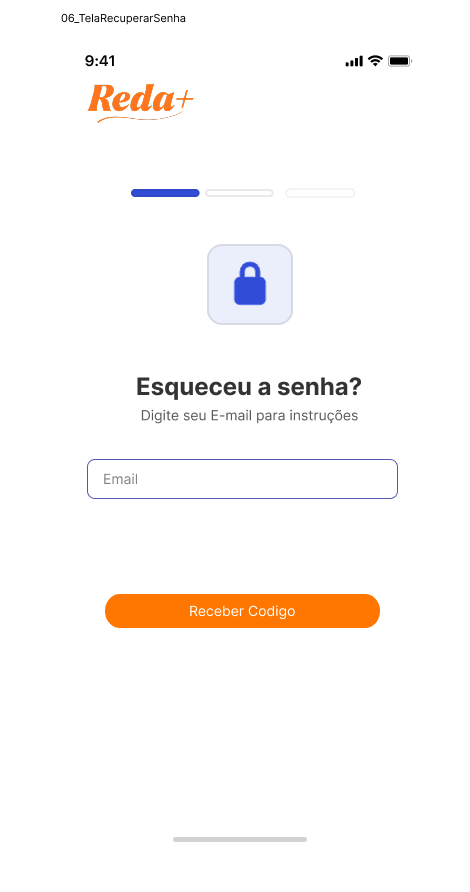 06_TelaRecuperarSenha
9:41
Reda+
Esqueceu a senha?
Digite seu E-mail para instruções
Email
Receber Codigo